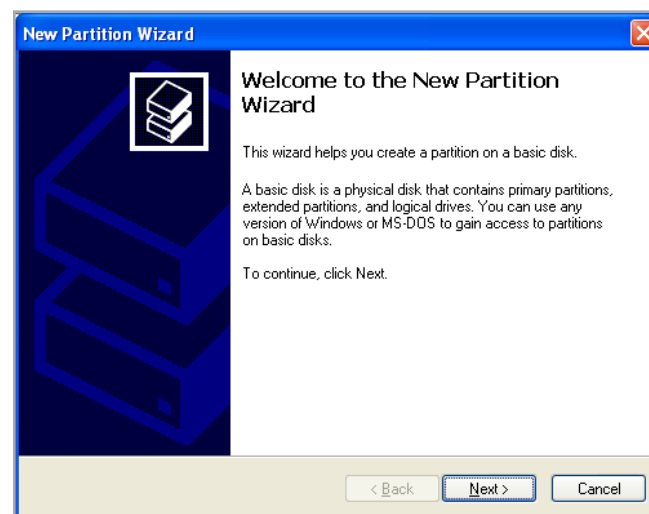 New Partition Wizard
Welcome to the New Partition
Wizard
This wizard helps you create a partition on a basic disk.
A basic disk is a physical disk that contains primary partitions,
extended partitions, and logical drives. You can use any
version of Windows or MS-DOS to gain access to partitions
on basic disks.
To continue, click Next.
< Back Next > Cancel